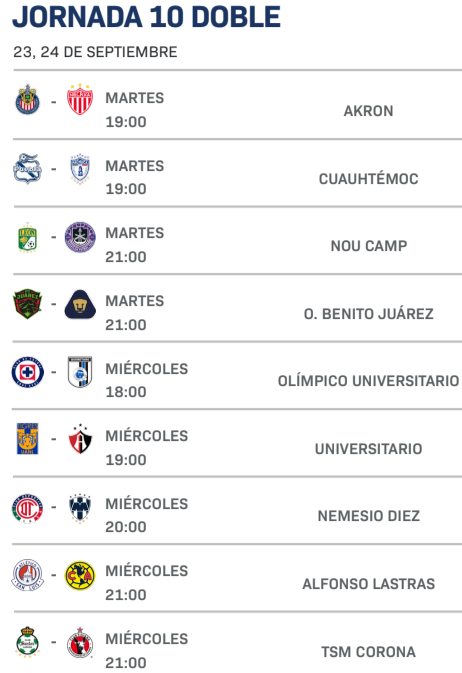 JORNADA 10 DOBLE
23, 24 DE SEPTIEMBRE
- MARTES
19:00
AKRON
- MARTES
19:00
CUAUHTÉMOC
- MARTES
21:00
NOU CAMP
- MARTES
21:00
O. BENITO JUÁREZ
- MIÉRCOLES
18:00
OLÍMPICO UNIVERSITARIO
- MIÉRCOLES
19:00
UNIVERSITARIO
- MIÉRCOLES
20:00
NEMESIO DIEZ
- MIÉRCOLES
21:00
ALFONSO LASTRAS
- MIÉRCOLES
21:00
TSM CORONA